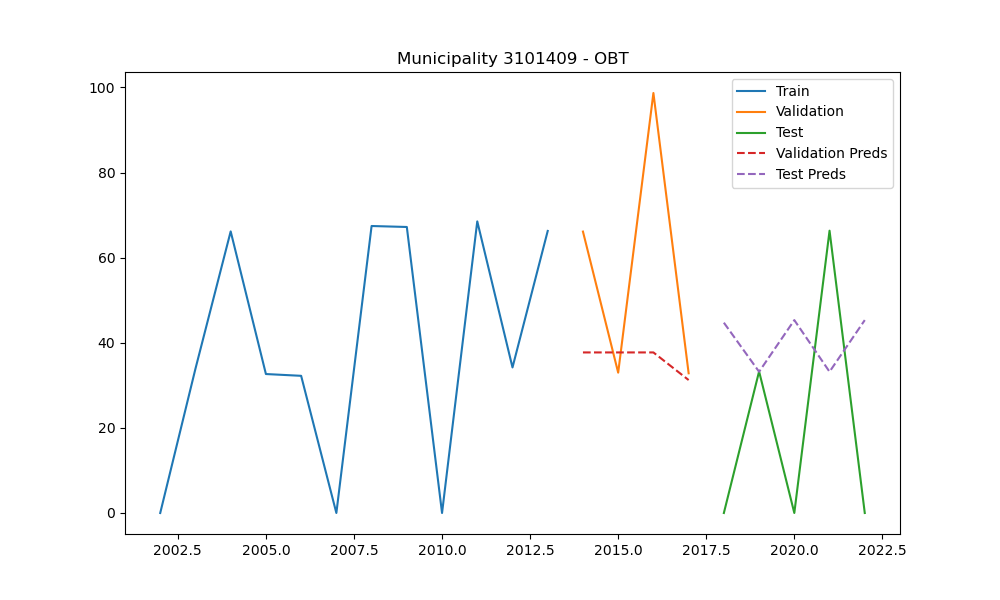 Municipality 3101409 - OBT
Train
Validation
Test
Validation Preds
Test Preds
100
80
60
40
20
0
2002.5 2005.0 2007.5 2010.0 2012.5 2015.0 2017.5 2020.0 2022.5